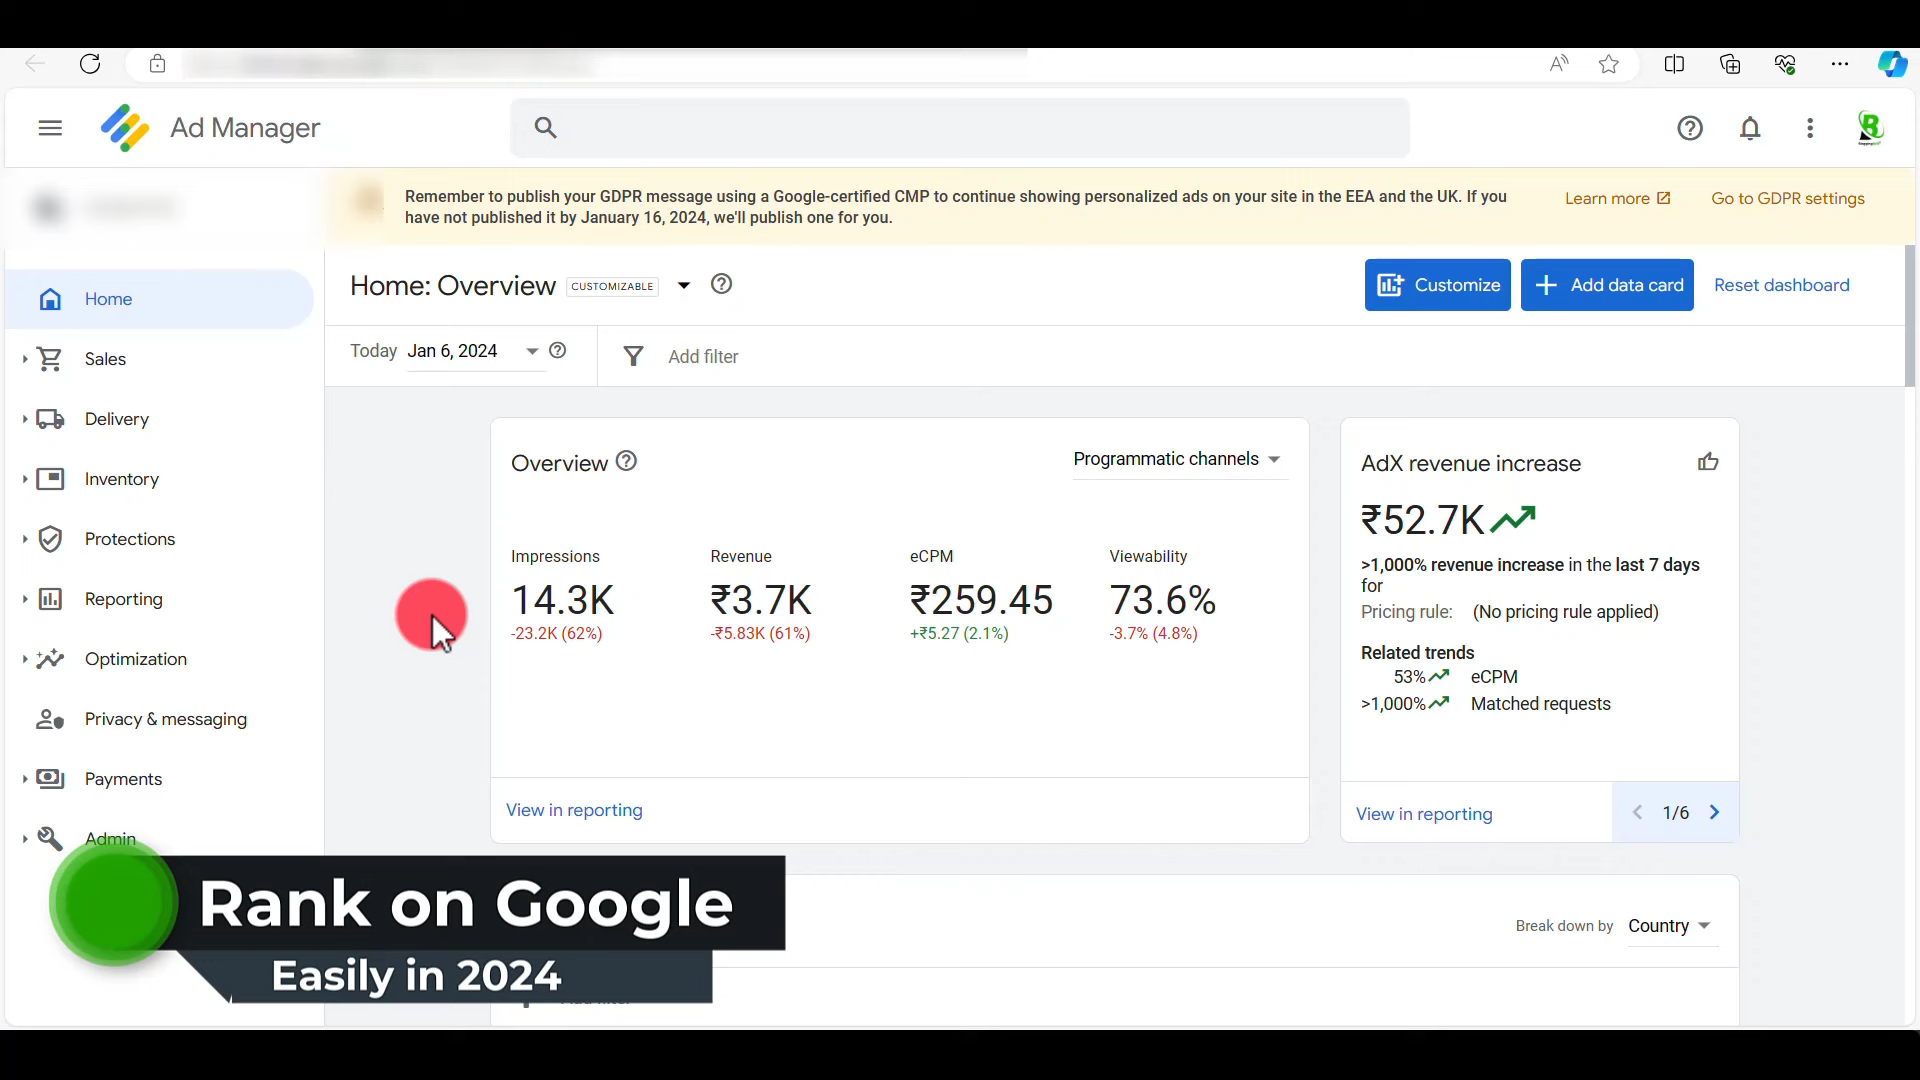 Ad Manager
Remember to publish your GDPR message using a Google-certified CMP to continue showing personalized ads on your site in the EEA and the UK. If you
have not published it by January 16, 2024, we'll publish one for you.
Learn more
Go to GDPR settings
Home
Sales
Delivery
Inventory
Protections
Reporting
Optimization
Privacy & messaging
Payments
Admin
Home: Overview CUSTOMIZABLE
Customize
Add data card
Reset dashboard
Today Jan 6, 2024
Add filter
Overview
Programmatic channels
Impressions
14.3K
-23.2K (62%)
Revenue
₹3.7K
-₹5.83K (61%)
eCPM
₹259.45
+₹5.27 (2.1%)
Viewability
73.6%
-3.7% (4.8%)
View in reporting
AdX revenue increase
₹52.7K
>1,000% revenue increase in the last 7 days
for
Pricing rule: (No pricing rule applied)
Related trends
53% eCPM
>1,000% Matched requests
View in reporting
1/6
Break down by Country
Rank on Google
Easily in 2024